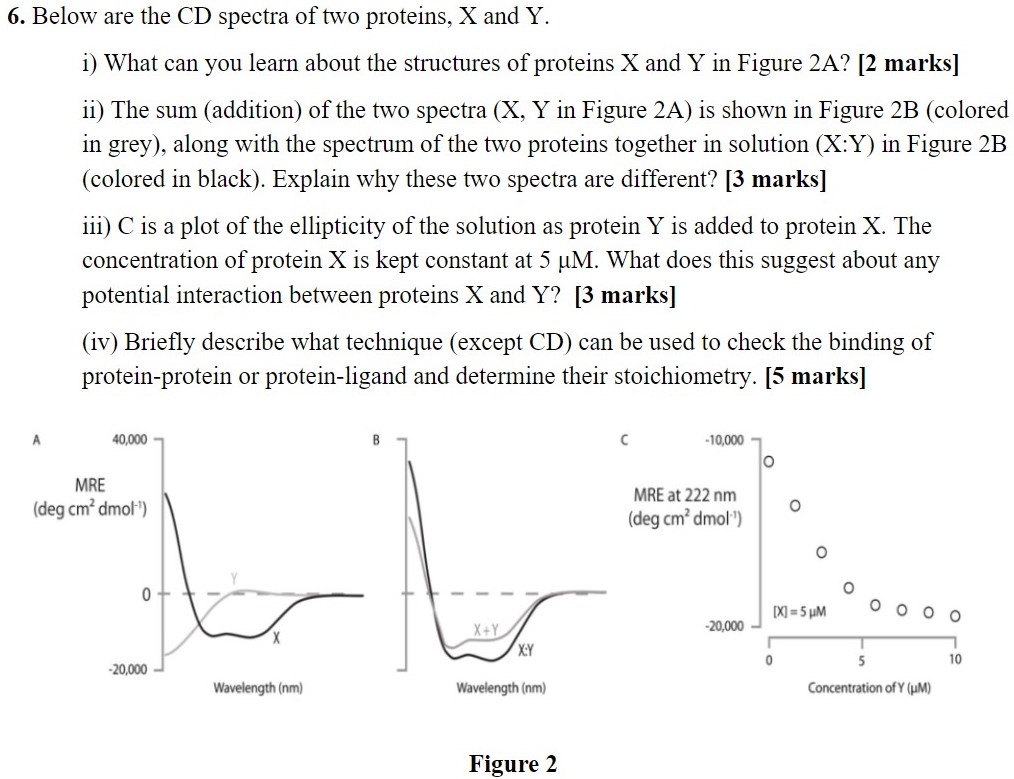 6. Below are the CD spectra of two proteins, X and Y.
i) What can you learn about the structures of proteins X and Y in Figure 2A? [2 marks]
ii) The sum (addition) of the two spectra (X, Y in Figure 2A) is shown in Figure 2B (colored
in grey), along with the spectrum of the two proteins together in solution (X:Y) in Figure 2B
(colored in black). Explain why these two spectra are different? [3 marks]
iii) C is a plot of the ellipticity of the solution as protein Y is added to protein X. The
concentration of protein X is kept constant at 5 µM. What does this suggest about any
potential interaction between proteins X and Y? [3 marks]
(iv) Briefly describe what technique (except CD) can be used to check the binding of
protein-protein or protein-ligand and determine their stoichiometry. [5 marks]
A
40,000
MRE
(deg cm² dmol⁻¹)
Y
0
X
-20,000
Wavelength (nm)
B
X+Y
X:Y
Wavelength (nm)
C
-10,000
MRE at 222 nm
(deg cm² dmol⁻¹)
[X] = 5 µM
-20,000
0
5
10
Concentration of Y (µM)
Figure 2